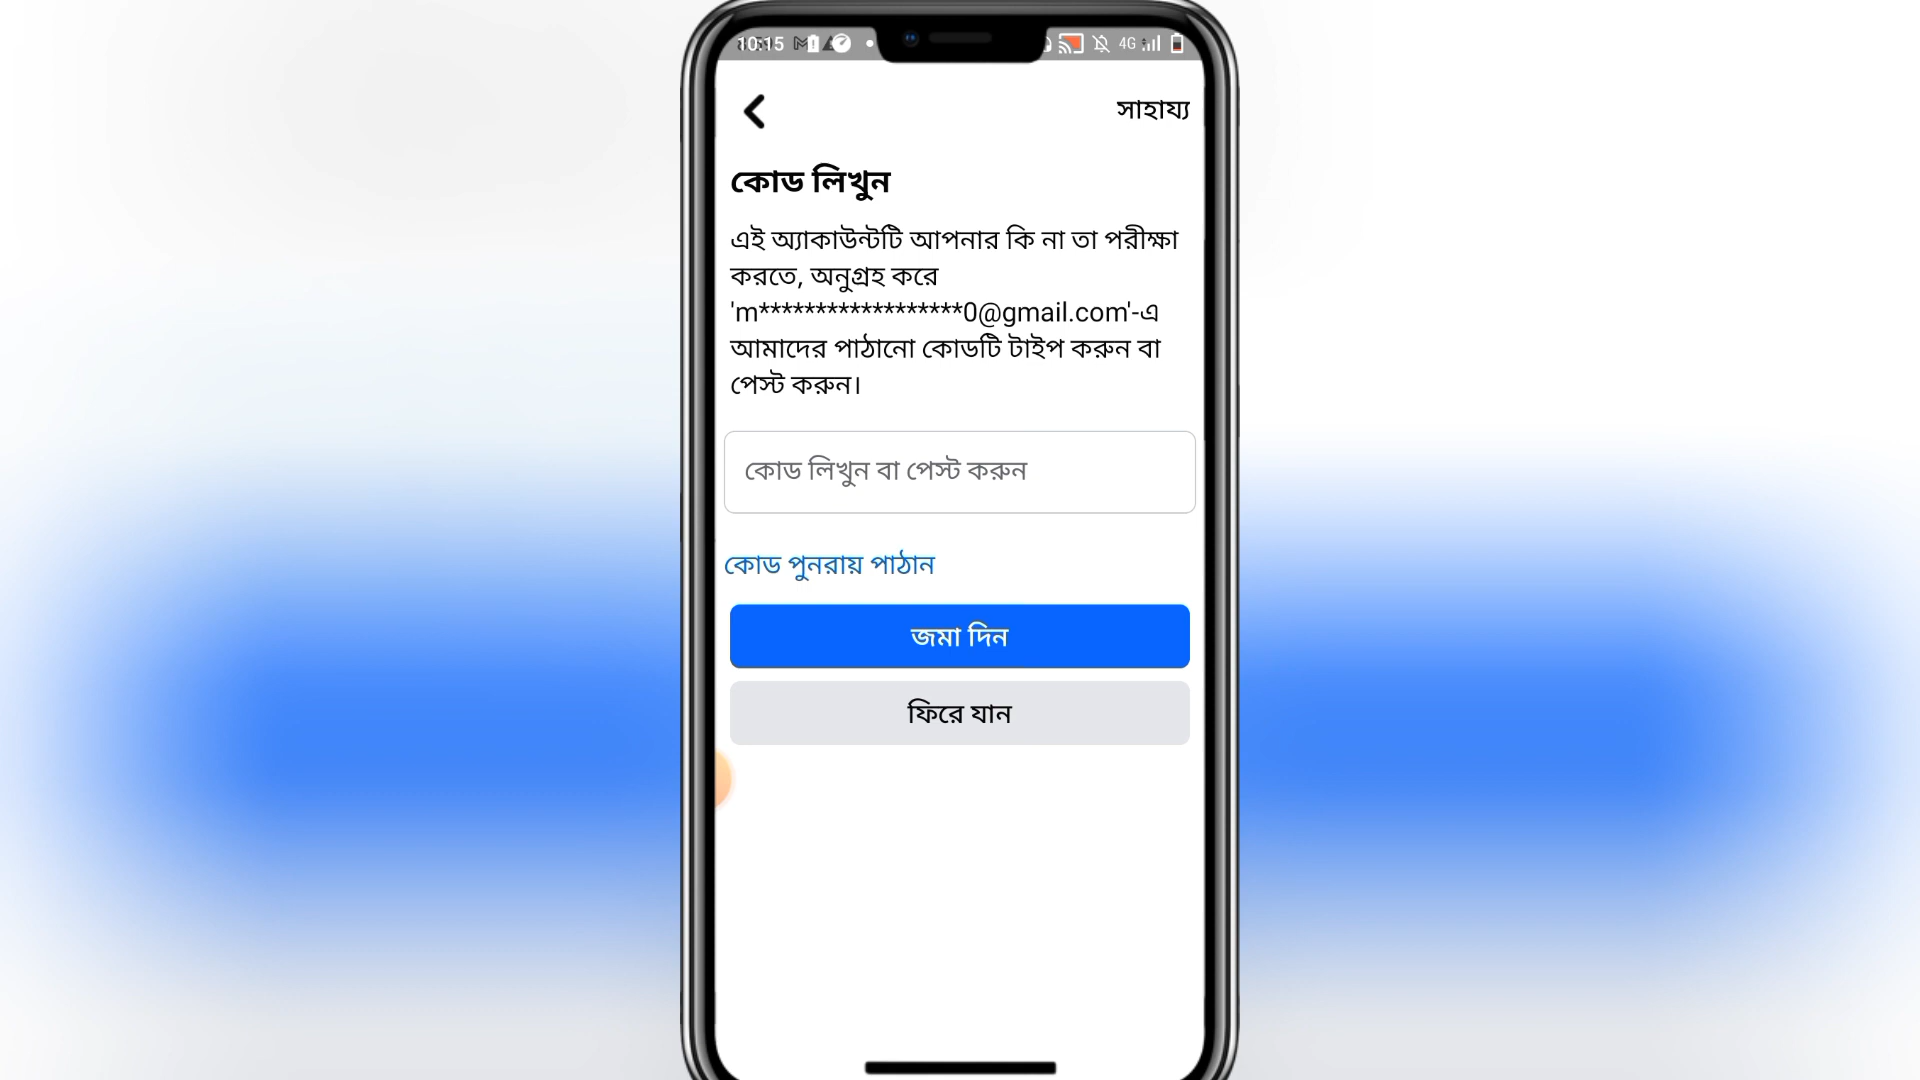 10:15
4G
সাহায্য
কোড লিখুন
এই অ্যাকাউন্টটি আপনার কি না তা পরীক্ষা
করতে, অনুগ্রহ করে
'm******************0@gmail.com'-এ
আমাদের পাঠানো কোডটি টাইপ করুন বা
পেস্ট করুন।
কোড লিখুন বা পেস্ট করুন
কোড পুনরায় পাঠান
জমা দিন
ফিরে যান